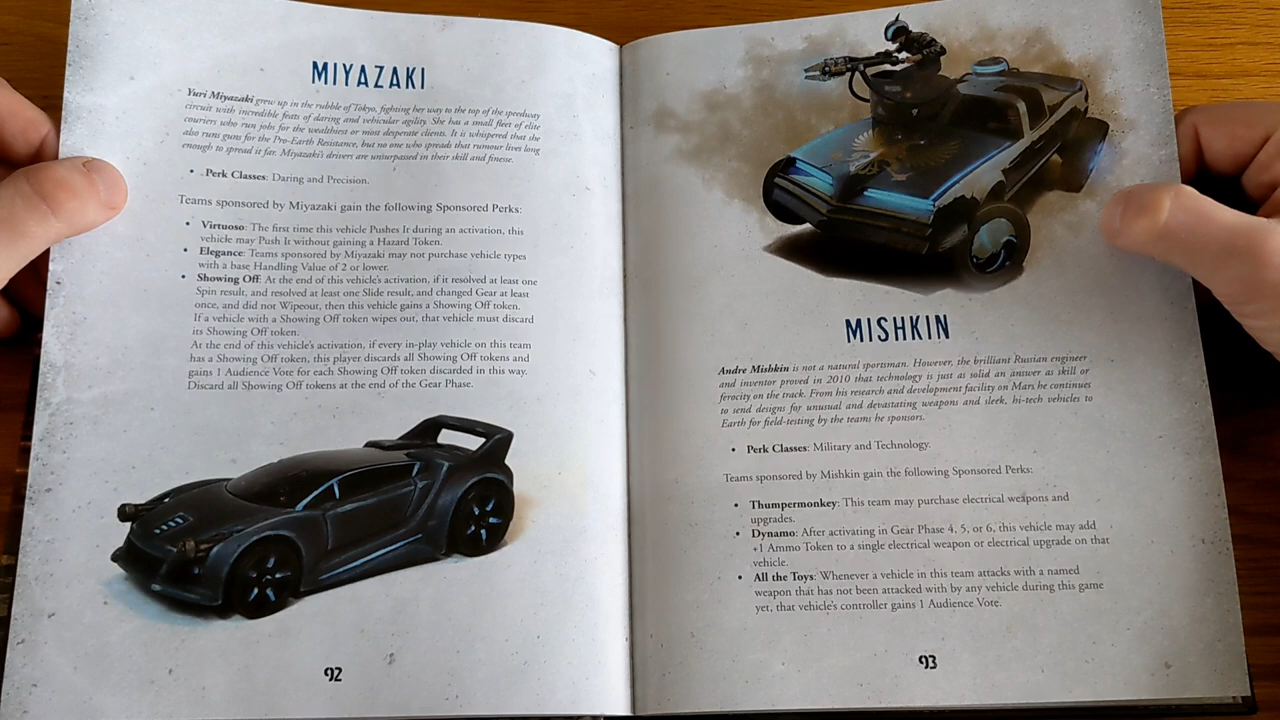 MIYAZAKI
Yuri Miyazaki grew up in the rubble of Tokyo, fighting her way to the top of the speedway
circuit with incredible feats of daring and vehicular agility. She has a small fleet of elite
couriers who run jobs for the wealthiest or most desperate clients. It is whispered that she
also runs guns for the Pro-Earth Resistance, but no one who spreads that rumour lives long
enough to spread it far. Miyazaki's drivers are unsurpassed in their skill and finesse.
• Perk Classes: Daring and Precision.
Teams sponsored by Miyazaki gain the following Sponsored Perks:
• Virtuoso: The first time this vehicle Pushes It during an activation, this
vehicle may Push It without gaining a Hazard Token.
• Elegance: Teams sponsored by Miyazaki may not purchase vehicle types
with a base Handling Value of 2 or lower.
• Showing Off: At the end of this vehicle's activation, if it resolved at least one
Spin result, and resolved at least one Slide result, and changed Gear at least
once, and did not Wipeout, then this vehicle gains a Showing Off token.
If a vehicle with a Showing Off token wipes out, that vehicle must discard
its Showing Off token.
At the end of this vehicle's activation, if every in-play vehicle on this team
has a Showing Off token, this player discards all Showing Off tokens and
gains 1 Audience Vote for each Showing Off token discarded in this way.
Discard all Showing Off tokens at the end of the Gear Phase.
92
MISHKIN
Andre Mishkin is not a natural sportsman. However, the brilliant Russian engineer
and inventor proved in 2010 that technology is just as solid an answer as skill or
ferocity on the track. From his research and development facility on Mars he continues
to send designs for unusual and devastating weapons and sleek, hi-tech vehicles to
Earth for field-testing by the teams he sponsors.
• Perk Classes: Military and Technology.
Teams sponsored by Mishkin gain the following Sponsored Perks:
• Thumpermonkey: This team may purchase electrical weapons and
upgrades.
• Dynamo: After activating in Gear Phase 4, 5, or 6, this vehicle may add
+1 Ammo Token to a single electrical weapon or electrical upgrade on that
vehicle.
• All the Toys: Whenever a vehicle in this team attacks with a named
weapon that has not been attacked with by any vehicle during this game
yet, that vehicle's controller gains 1 Audience Vote.
93